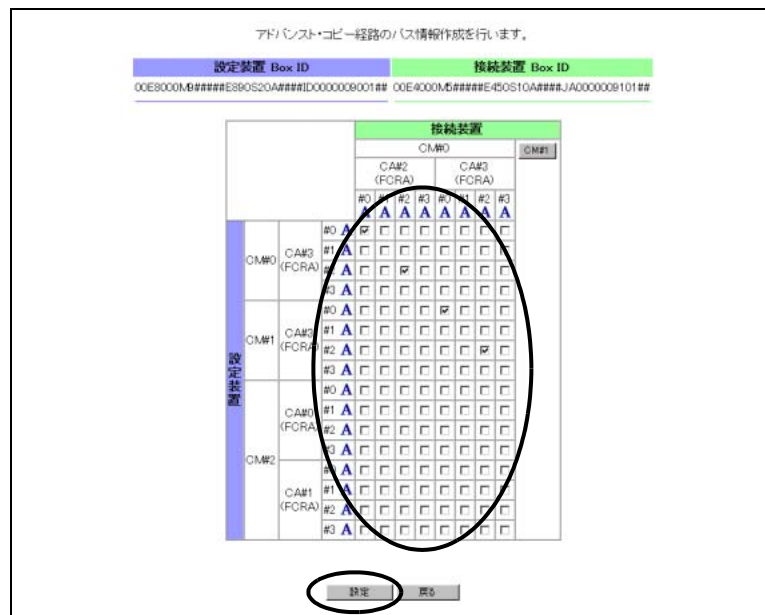 アドバンスト・コピー経路のパス情報作成を行います。
設定装置 Box ID
接続装置 Box ID
00E8000M9#####E890S20A####ID0000009001##
00E4000M5#####E450S10A####JA0000009101##
接続装置
CM#0
CM#1
CA#2 (FCRA)
CA#3 (FCRA)
#0 #1 #2 #3 #0 #1 #2 #3
A A A A A A A A
設定装置
CM#0
CA#3 (FCRA)
#0 A
#1 A
#2 A
#3 A
CM#1
CA#3 (FCRA)
#0 A
#1 A
#2 A
#3 A
CM#2
CA#0 (FCRA)
#0 A
#1 A
#2 A
#3 A
CA#1 (FCRA)
#0 A
#1 A
#2 A
#3 A
設定
戻る